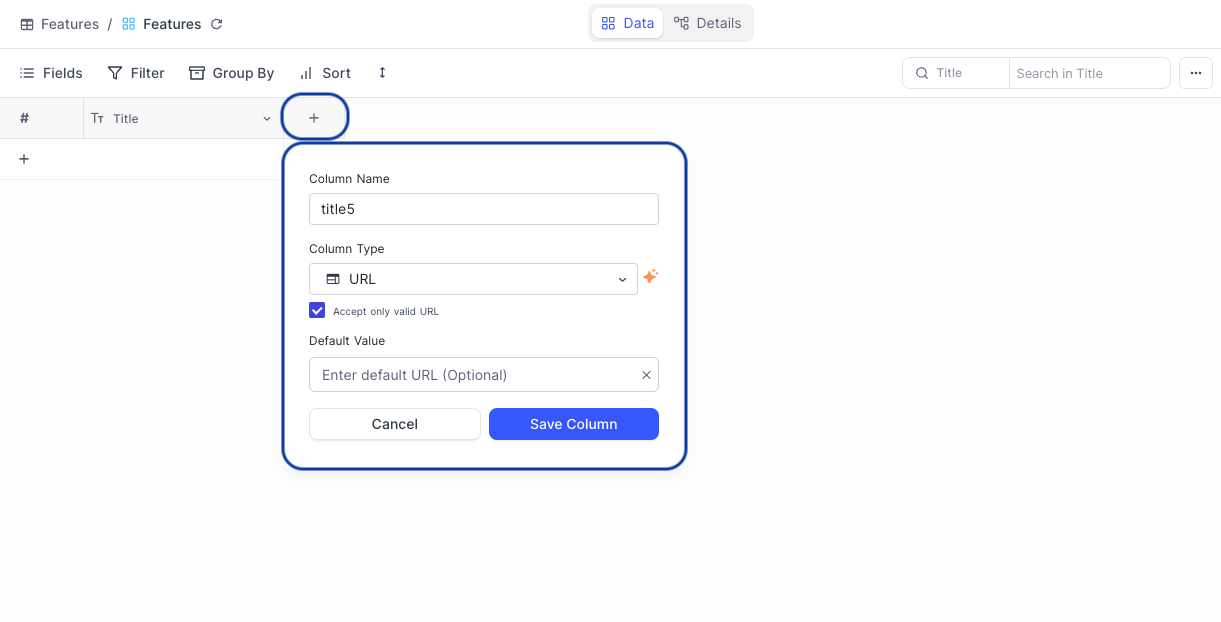 Features / Features
Data Details
Fields Filter Group By Sort
Title Search in Title
# Title
Column Name
title5
Column Type
URL
Accept only valid URL
Default Value
Enter default URL (Optional)
Cancel Save Column